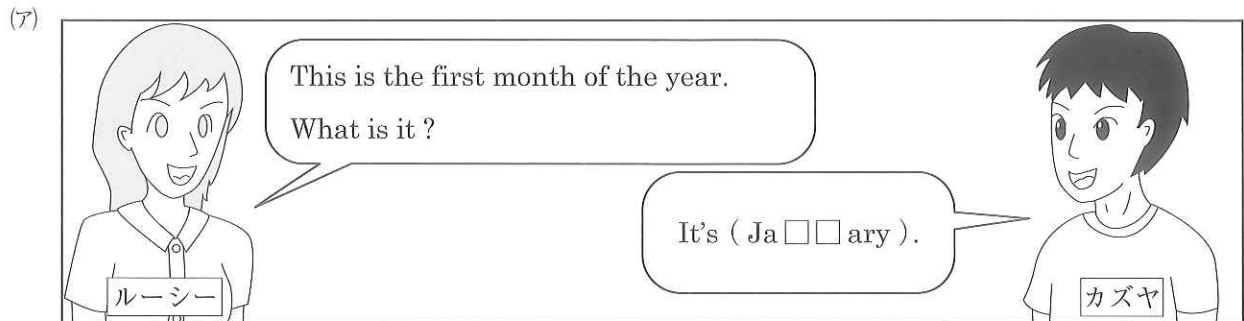 (ア)
This is the first month of the year.
What is it ?
It's ( Ja□□ary ).
ルーシー
カズヤ